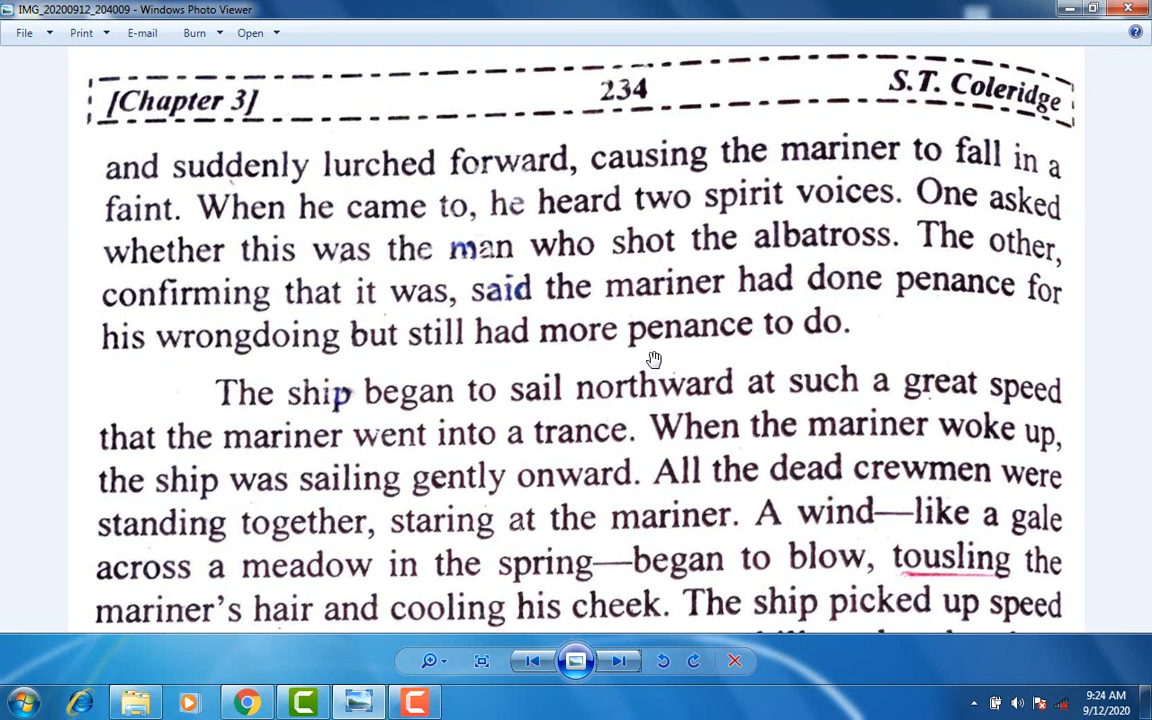 IMG_20200912_204009 - Windows Photo Viewer
File Print E-mail Burn Open
[Chapter 3] 234 S.T. Coleridge
and suddenly lurched forward, causing the mariner to fall in a
faint. When he came to, he heard two spirit voices. One asked
whether this was the man who shot the albatross. The other,
confirming that it was, said the mariner had done penance for
his wrongdoing but still had more penance to do.
The ship began to sail northward at such a great speed
that the mariner went into a trance. When the mariner woke up,
the ship was sailing gently onward. All the dead crewmen were
standing together, staring at the mariner. A wind—like a gale
across a meadow in the spring—began to blow, tousling the
mariner's hair and cooling his cheek. The ship picked up speed
9:24 AM
9/12/2020